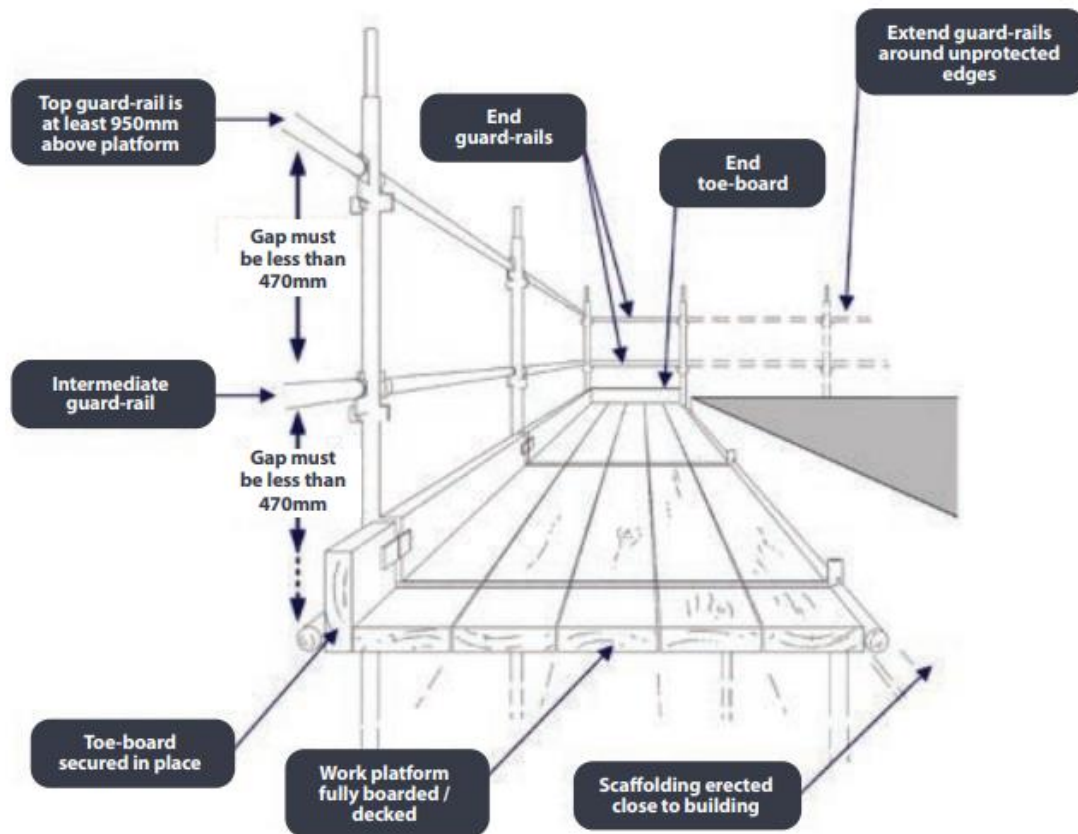 Extend guard-rails
around unprotected
edges
Top guard-rail is
at least 950mm
above platform
End
guard-rails
End
toe-board
Gap must
be less than
470mm
Intermediate
guard-rail
Gap must
be less than
470mm
Toe-board
secured in place
Work platform
fully boarded /
decked
Scaffolding erected
close to building